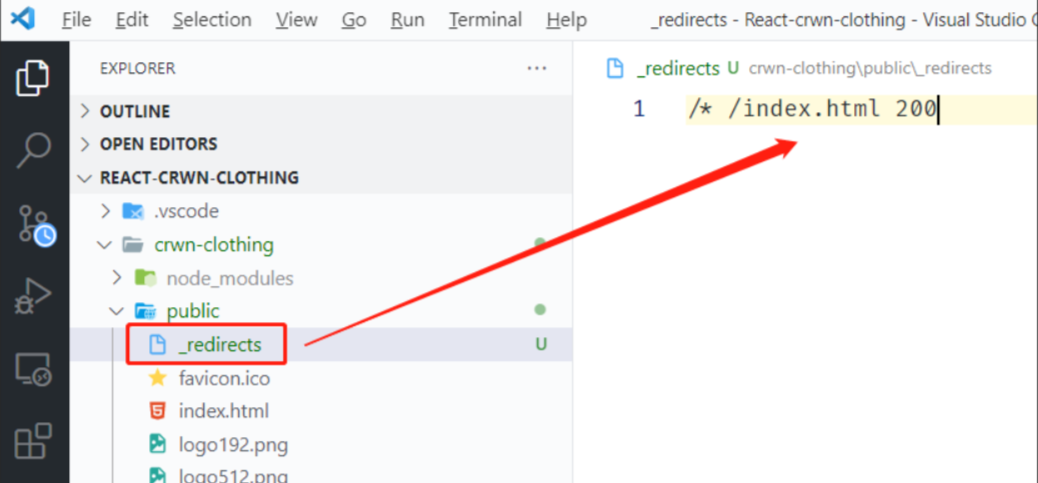 File Edit Selection View Go Run Terminal Help _redirects - React-crwn-clothing - Visual Studio
EXPLORER ...
OUTLINE
OPEN EDITORS
REACT-CRWN-CLOTHING
.vscode
crwn-clothing
node_modules
public
_redirects U
favicon.ico
index.html
logo192.png
logo512.png
_redirects U crwn-clothing\public\_redirects
1 /* /index.html 200